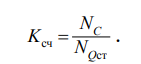 K_сч = N_C / N_Qст .